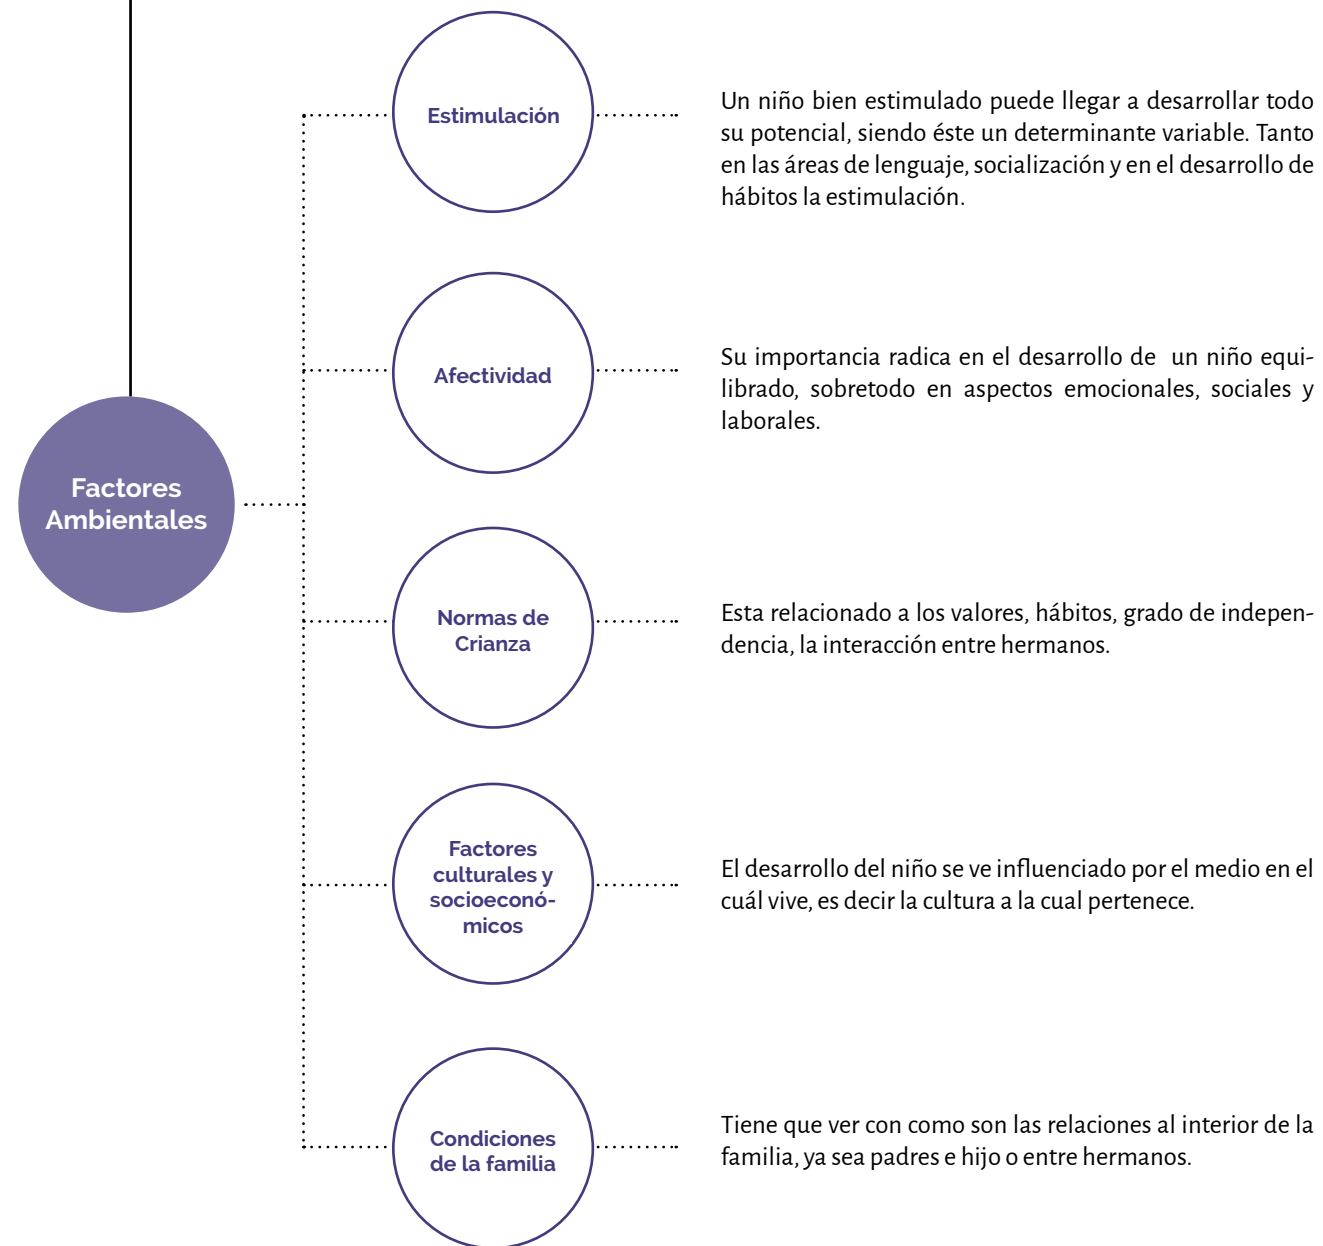 Estimulación
Un niño bien estimulado puede llegar a desarrollar todo
su potencial, siendo éste un determinante variable. Tanto
en las áreas de lenguaje, socialización y en el desarrollo de
hábitos la estimulación.
Afectividad
Su importancia radica en el desarrollo de  un niño equi-
librado, sobretodo en aspectos emocionales, sociales y
laborales.
Factores
Ambientales
Normas de
Crianza
Esta relacionado a los valores, hábitos, grado de indepen-
dencia, la interacción entre hermanos.
Factores
culturales y
socioeconó-
micos
El desarrollo del niño se ve influenciado por el medio en el
cuál vive, es decir la cultura a la cual pertenece.
Condiciones
de la familia
Tiene que ver con como son las relaciones al interior de la
familia, ya sea padres e hijo o entre hermanos.